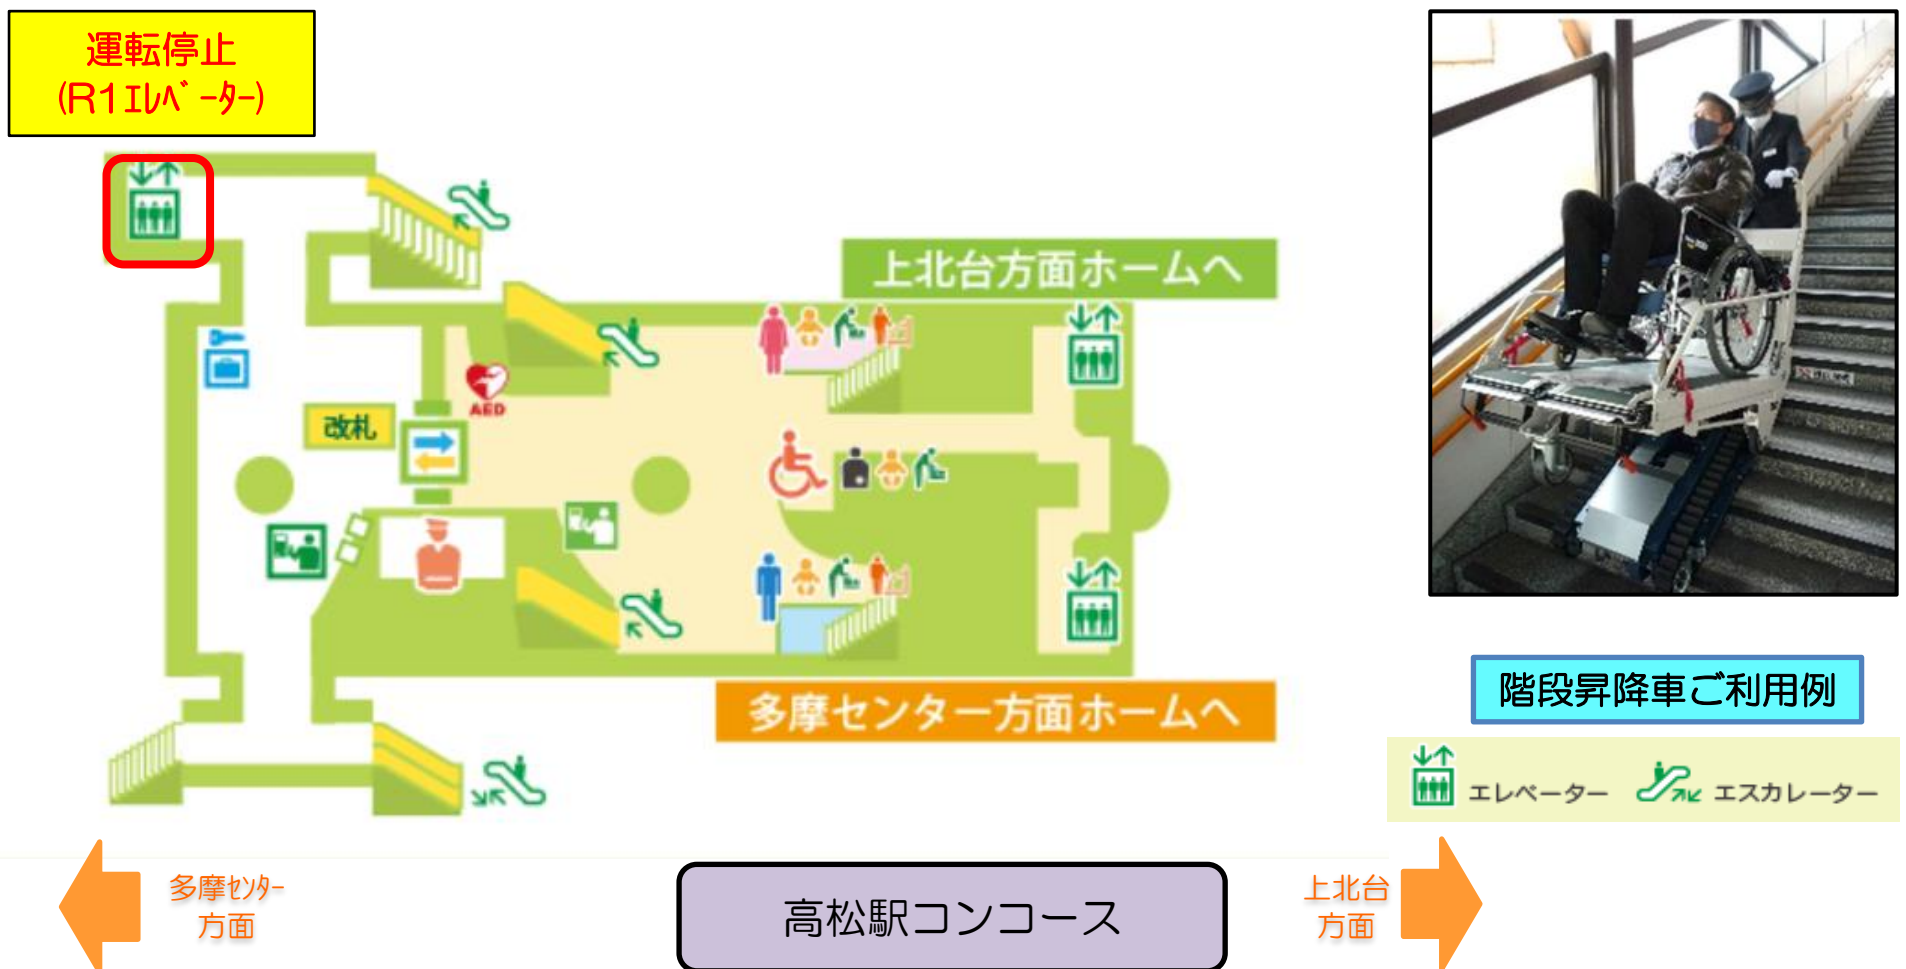 運転停止
(R1ｴﾚﾍﾞｰﾀｰ)
上北台方面ホームへ
AED
改札
多摩センター方面ホームへ
階段昇降車ご利用例
エレベーター
エスカレーター
多摩ｾﾝﾀｰ
方面
高松駅コンコース
上北台
方面